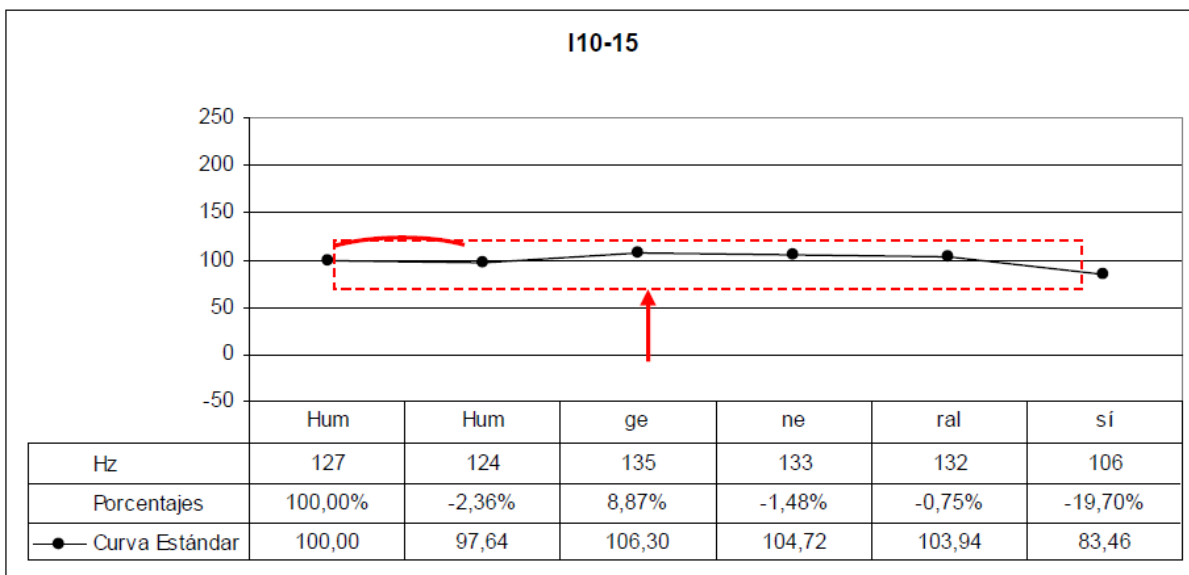 I10-15
250
200
150
100
50
0
-50
Hum Hum ge ne ral sí
Hz 127 124 135 133 132 106
Porcentajes 100,00% -2,36% 8,87% -1,48% -0,75% -19,70%
Curva Estándar 100,00 97,64 106,30 104,72 103,94 83,46